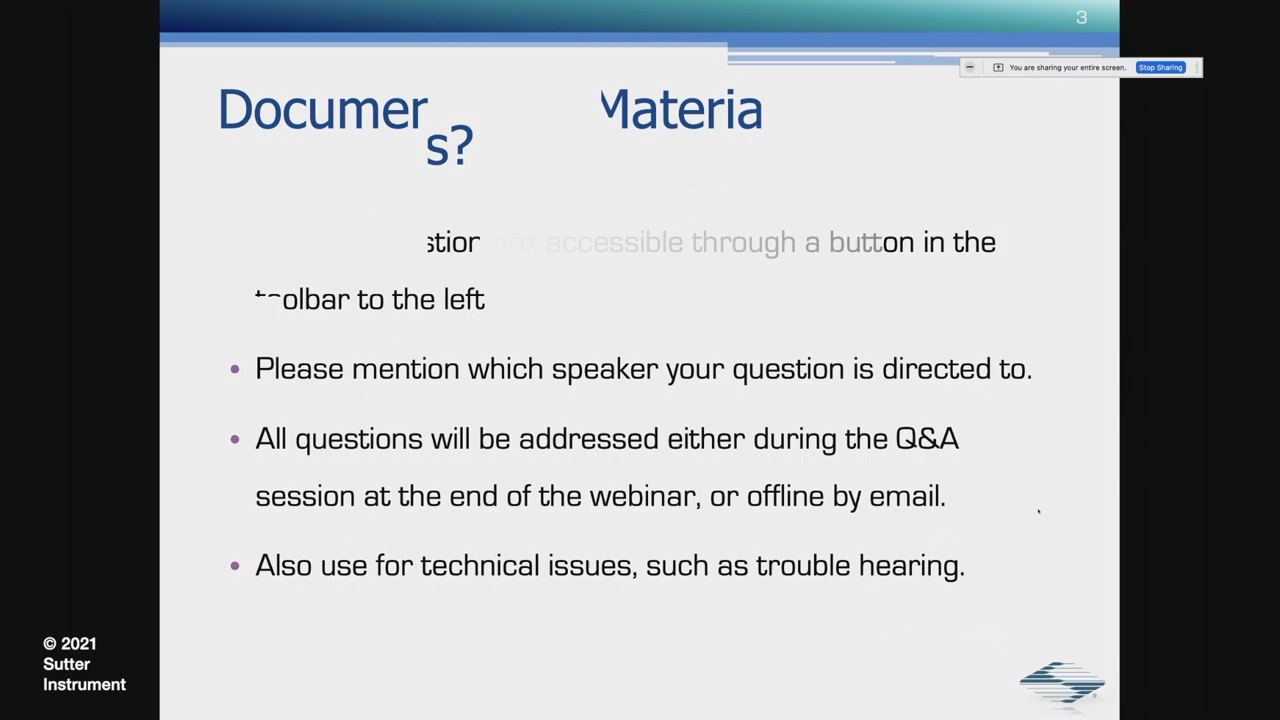 3
You are sharing your entire screen. Stop Sharing
Materia
s?
accessible through a button in the
toolbar to the left
• Please mention which speaker your question is directed to.
• All questions will be addressed either during the Q&A
session at the end of the webinar, or offline by email.
• Also use for technical issues, such as trouble hearing.
© 2021
Sutter
Instrument